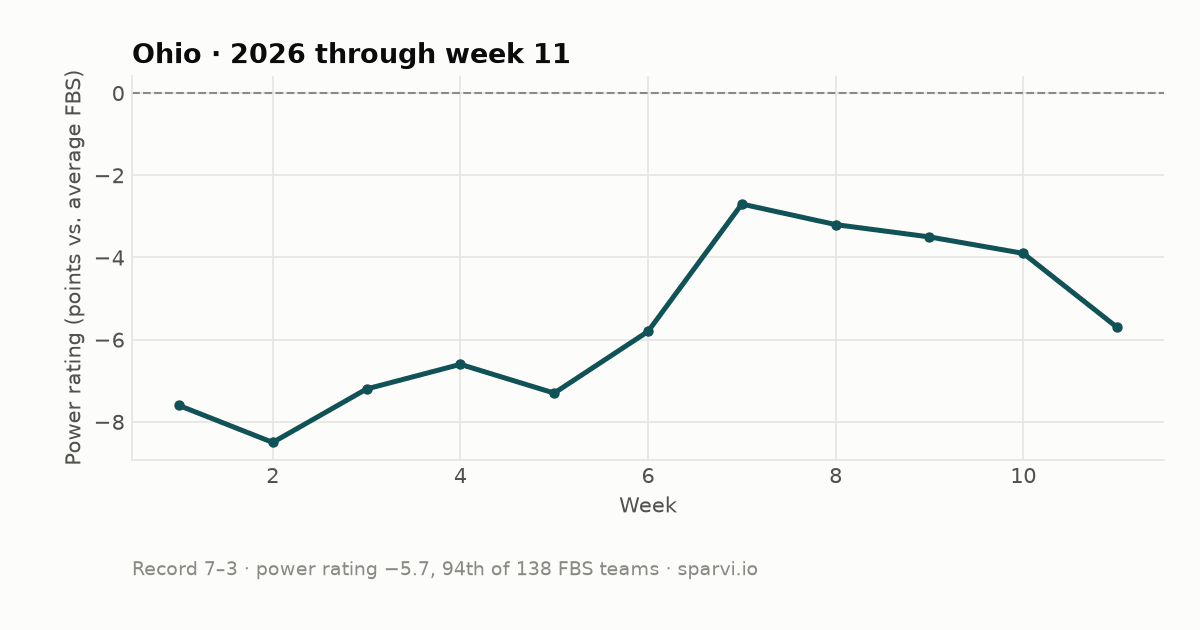 Ohio · 2026 through week 11
Power rating (points vs. average FBS)
0
−2
−4
−6
−8
2 4 6 8 10
Week
Record 7–3 · power rating −5.7, 94th of 138 FBS teams · sparvi.io